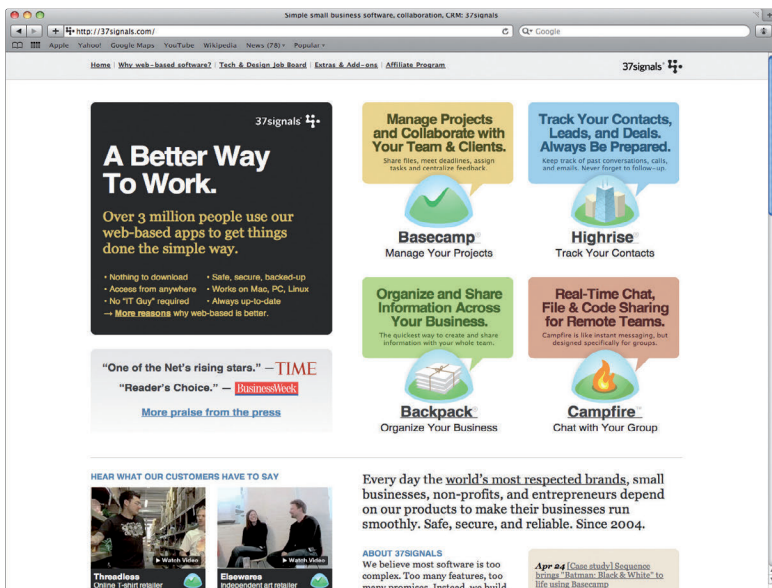 Simple small business software, collaboration, CRM: 37signals
http://37signals.com/
Google
Apple Yahoo! Google Maps YouTube Wikipedia News (78) Popular
Home | Why web-based software? | Tech & Design Job Board | Extras & Add-ons | Affiliate Program
37signals
37signals
A Better Way
To Work.
Over 3 million people use our
web-based apps to get things
done the simple way.
• Nothing to download
• Access from anywhere
• No "IT Guy" required
• Safe, secure, backed-up
• Works on Mac, PC, Linux
• Always up-to-date
→ More reasons why web-based is better.
"One of the Net's rising stars." — TIME
"Reader's Choice." — BusinessWeek
More praise from the press
Manage Projects
and Collaborate with
Your Team & Clients.
Share files, meet deadlines, assign
tasks and centralize feedback.
Basecamp
Manage Your Projects
Track Your Contacts,
Leads, and Deals.
Always Be Prepared.
Keep track of past conversations, calls,
and emails. Never forget to follow-up.
Highrise
Track Your Contacts
Organize and Share
Information Across
Your Business.
The quickest way to create and share
information with your whole team.
Backpack
Organize Your Business
Real-Time Chat,
File & Code Sharing
for Remote Teams.
Campfire is like instant messaging, but
designed specifically for groups.
Campfire
Chat with Your Group
HEAR WHAT OUR CUSTOMERS HAVE TO SAY
Watch Video
Threadless
Online T-shirt retailer
Watch Video
Elsewares
Independent art retailer
Every day the world's most respected brands, small
businesses, non-profits, and entrepreneurs depend
on our products to make their businesses run
smoothly. Safe, secure, and reliable. Since 2004.
ABOUT 37SIGNALS
We believe most software is too
complex. Too many features, too
many promises. Instead, we build
Apr 24 [Case study] Sequence
brings "Batman: Black & White" to
life using Basecamp